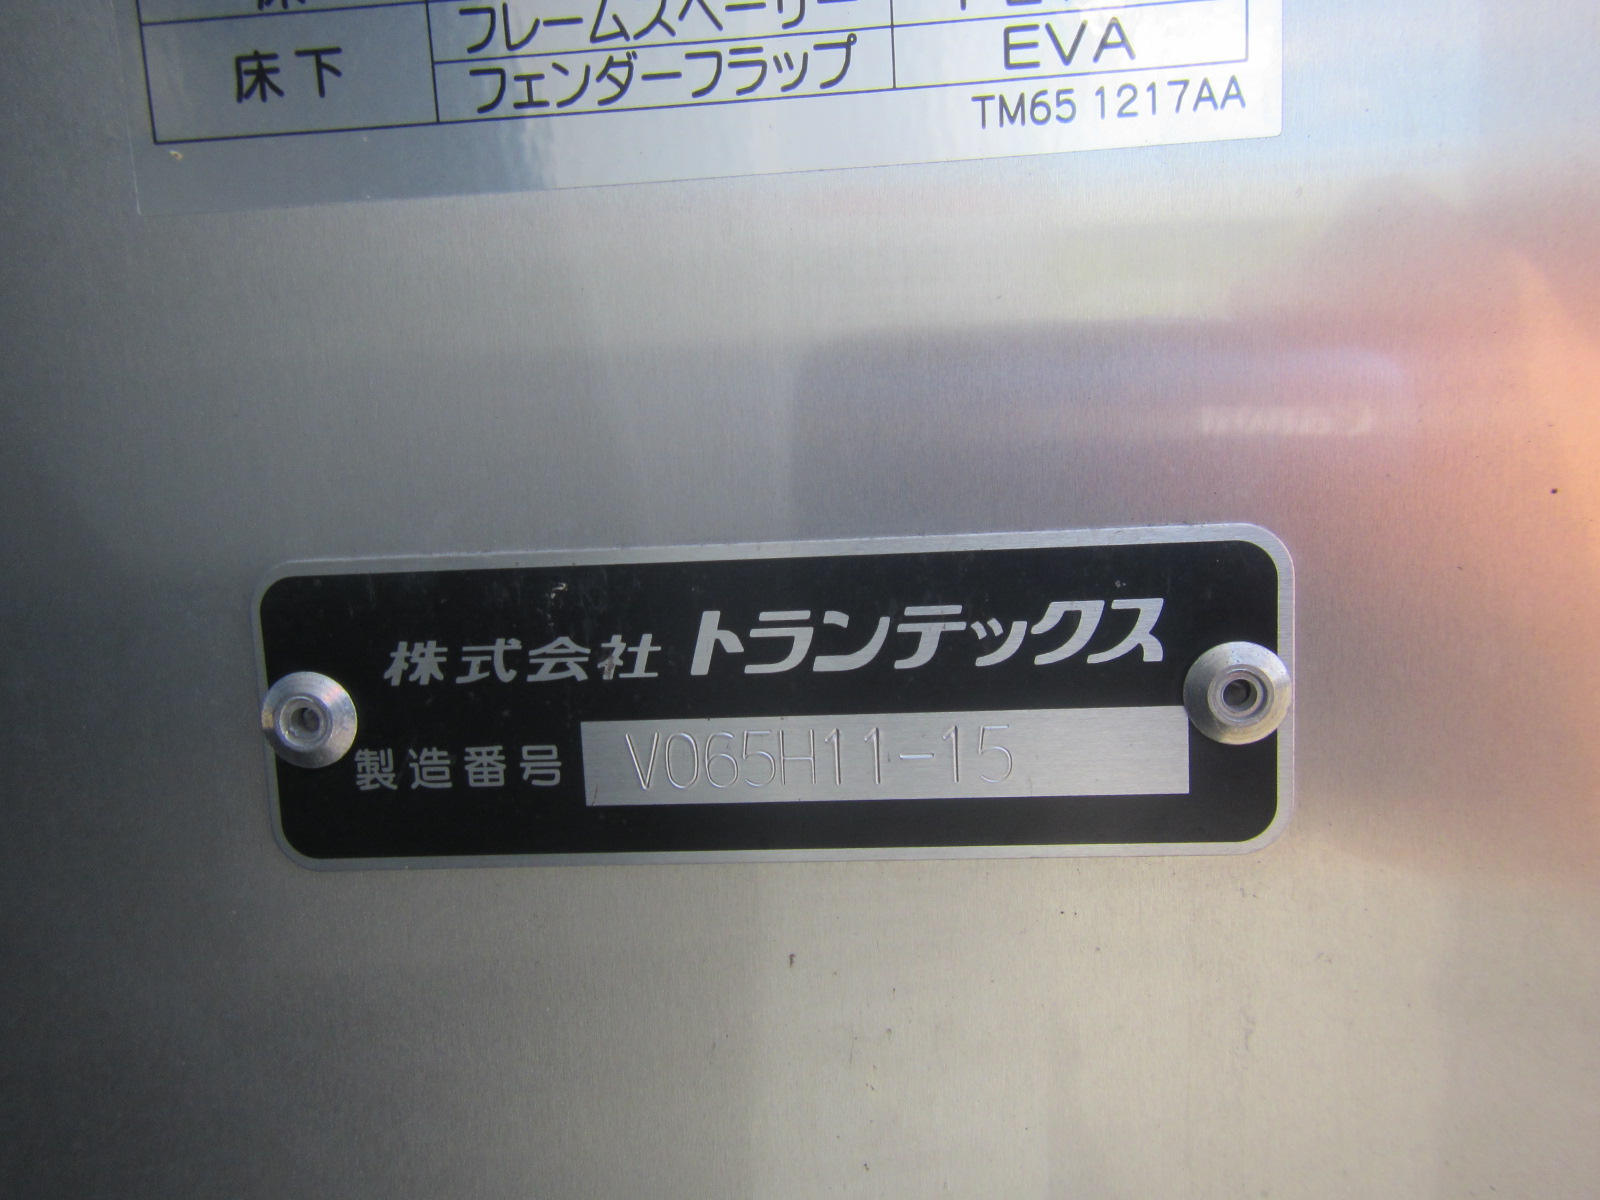 フレームスペーサー
床下
フェンダーフラップ
EVA
TM65 1217AA
株式会社 トランテックス
製造番号 V065H11-15